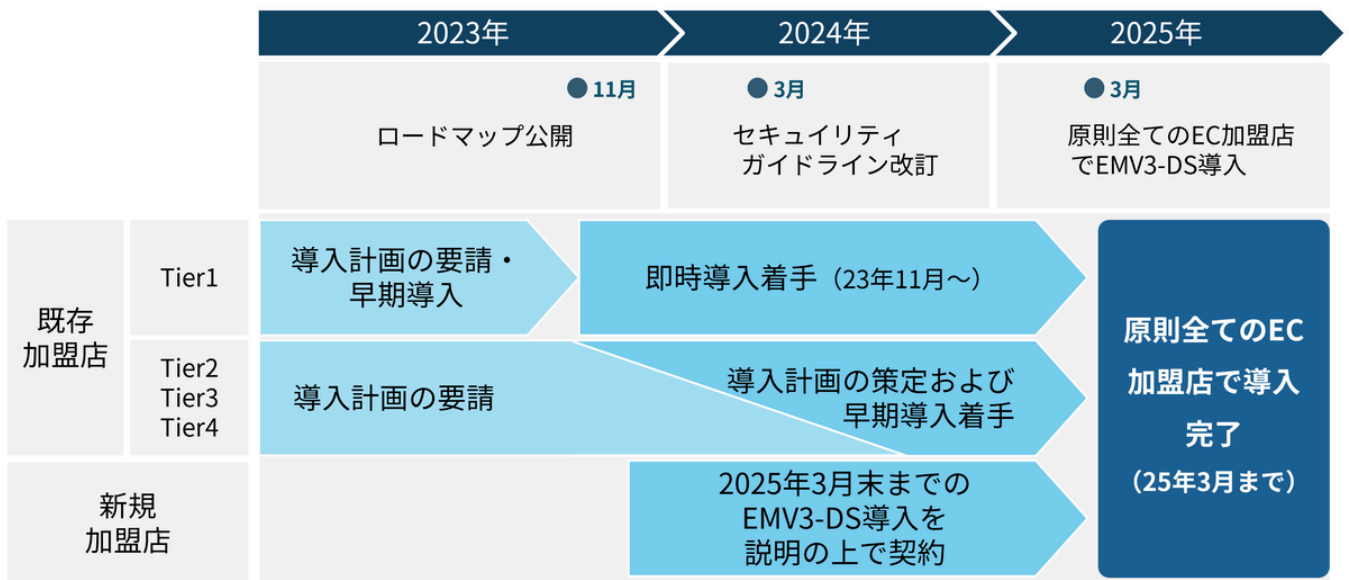 2023年
2024年
2025年
11月
ロードマップ公開
3月
セキュイリティ
ガイドライン改訂
3月
原則全てのEC加盟店
でEMV3-DS導入
既存
加盟店
Tier1
導入計画の要請・
早期導入
即時導入着手（23年11月～）
Tier2
Tier3
Tier4
導入計画の要請
導入計画の策定および
早期導入着手
新規
加盟店
2025年3月末までの
EMV3-DS導入を
説明の上で契約
原則全てのEC
加盟店で導入
完了
（25年3月まで）